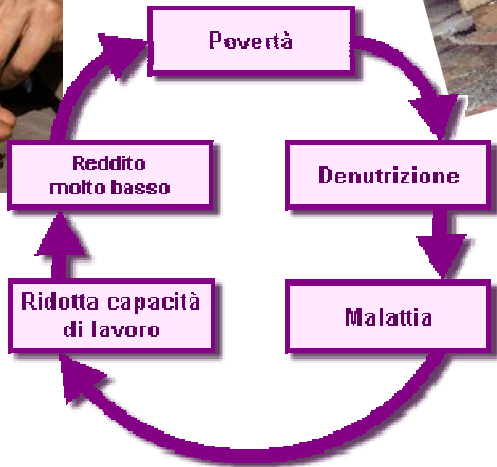 Povertà
Denutrizione
Malattia
Ridotta capacità
di lavoro
Reddito
molto basso